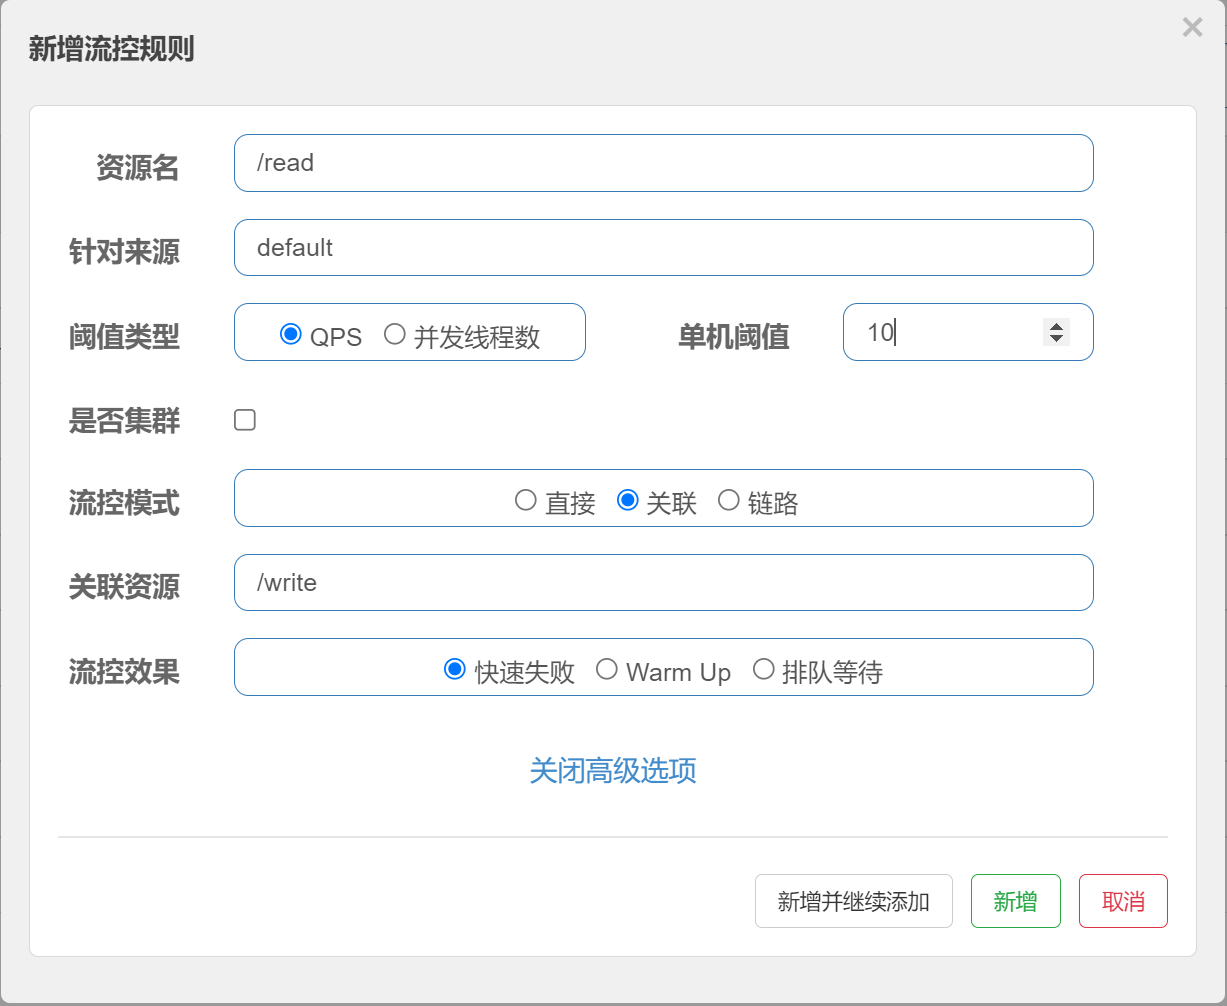 新增流控规则
×
资源名 /read
针对来源 default
阈值类型 QPS 并发线程数 单机阈值 10
是否集群
流控模式 直接 关联 链路
关联资源 /write
流控效果 快速失败 Warm Up 排队等待
关闭高级选项
新增并继续添加 新增 取消